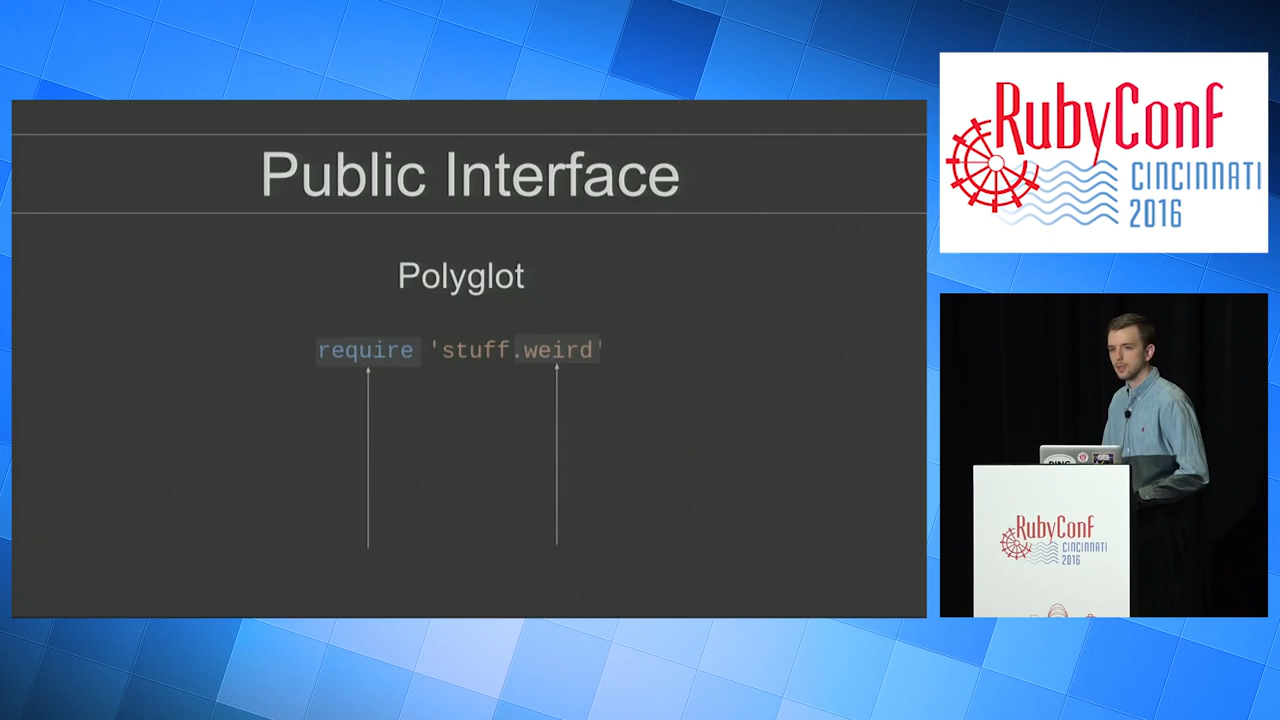 Public Interface
Polyglot
require 'stuff.weird'
RubyConf
CINCINNATI
2016
RubyConf
CINCINNATI
2016